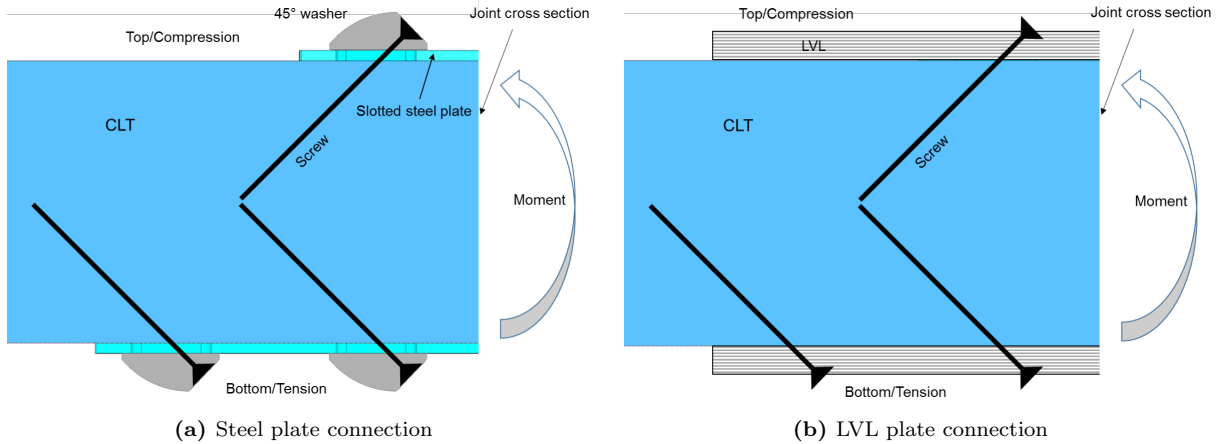 45° washer
Joint cross section
Top/Compression
Slotted steel plate
CLT
Screw
Moment
Bottom/Tension
(a) Steel plate connection
Top/Compression
Joint cross section
LVL
CLT
Screw
Moment
Bottom/Tension
(b) LVL plate connection